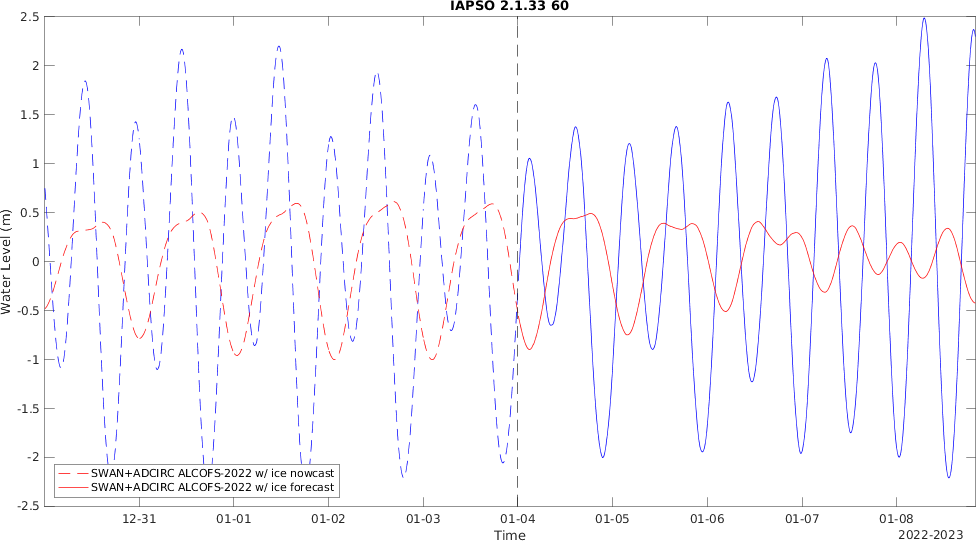 IAPSO 2.1.33 60
2.5
2
1.5
1
0.5
0
-0.5
-1
-1.5
-2
-2.5
Water Level (m)
SWAN+ADCIRC ALCOFS-2022 w/ ice nowcast
SWAN+ADCIRC ALCOFS-2022 w/ ice forecast
12-31 01-01 01-02 01-03 01-04 01-05 01-06 01-07 01-08
Time
2022-2023